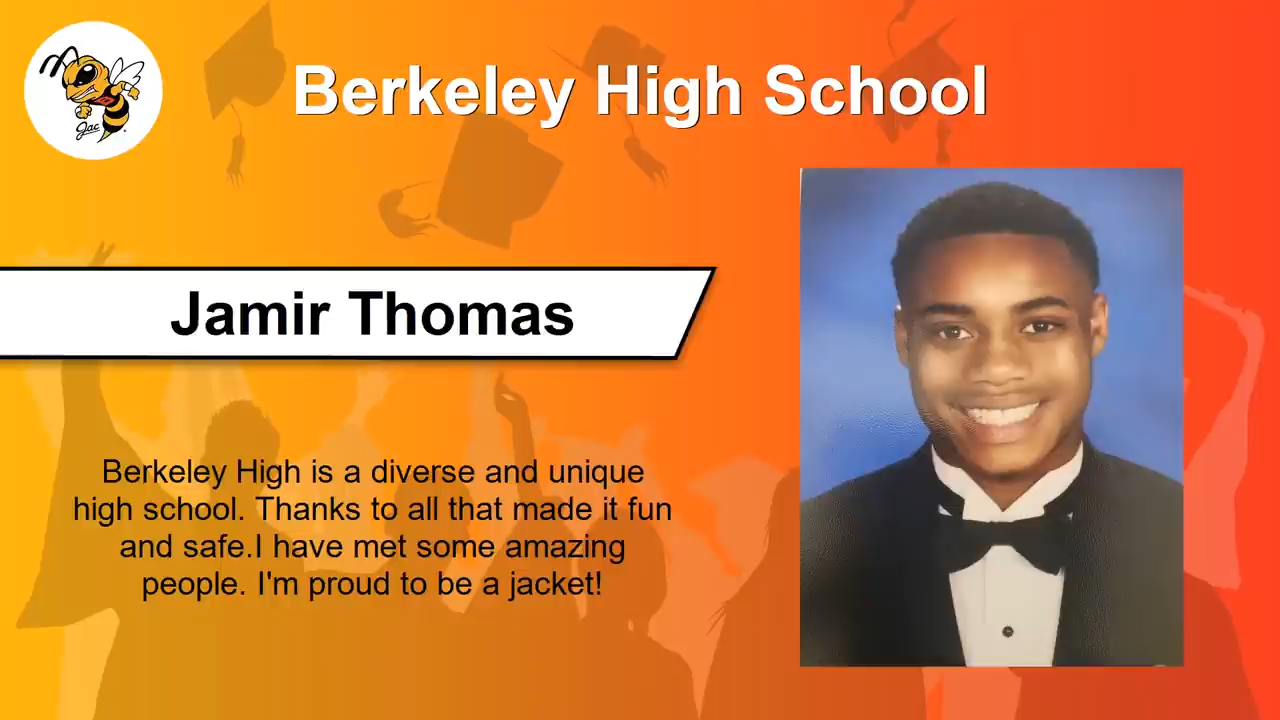 Jac
Berkeley High School
Jamir Thomas
Berkeley High is a diverse and unique
high school. Thanks to all that made it fun
and safe.I have met some amazing
people. I'm proud to be a jacket!